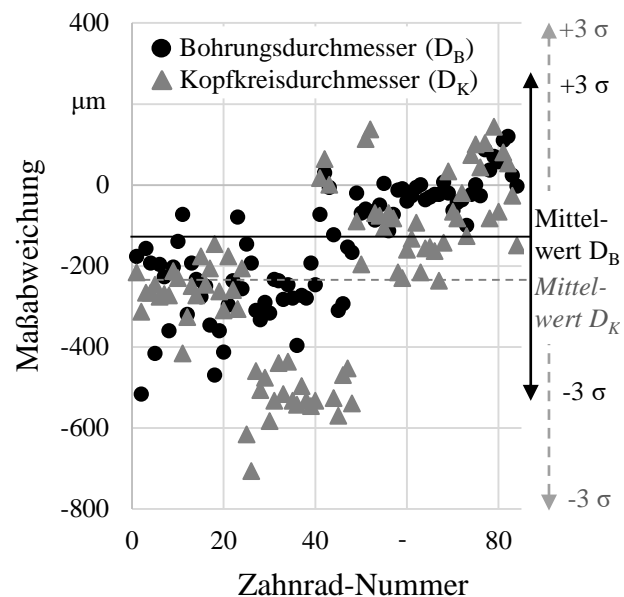 400
µm
0
-200
-400
-600
-800
Maßabweichung
Bohrungsdurchmesser (D_B)
Kopfkreisdurchmesser (D_K)
0 20 40 - 80
Zahnrad-Nummer
+3 σ
+3 σ
Mittel-
wert D_B
Mittel-
wert D_K
-3 σ
-3 σ